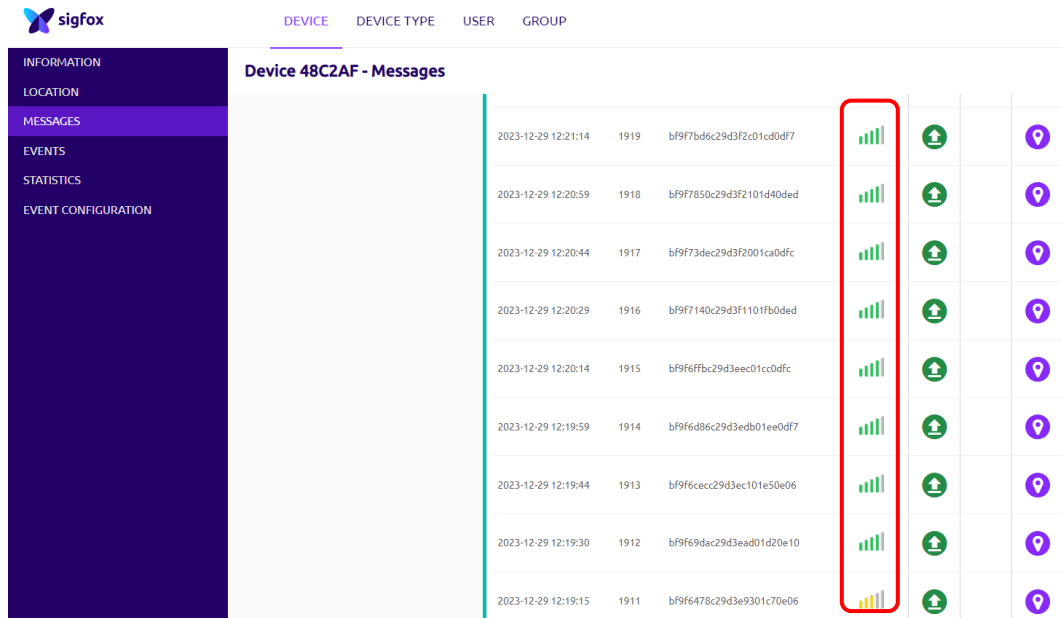 sigfox
DEVICE DEVICE TYPE USER GROUP
INFORMATION
LOCATION
MESSAGES
EVENTS
STATISTICS
EVENT CONFIGURATION
Device 48C2AF - Messages
2023-12-29 12:21:14 1919 bf9f7bd6c29d3f2c01cd0df7
2023-12-29 12:20:59 1918 bf9f7850c29d3f2101d40ded
2023-12-29 12:20:44 1917 bf9f73dec29d3f2001ca0dfc
2023-12-29 12:20:29 1916 bf9f7140c29d3f1101fb0ded
2023-12-29 12:20:14 1915 bf9f6ffbc29d3eec01cc0dfc
2023-12-29 12:19:59 1914 bf9f6d86c29d3edb01ee0df7
2023-12-29 12:19:44 1913 bf9f6cecc29d3ec101e50e06
2023-12-29 12:19:30 1912 bf9f69dac29d3ead01d20e10
2023-12-29 12:19:15 1911 bf9f6478c29d3e9301c70e06